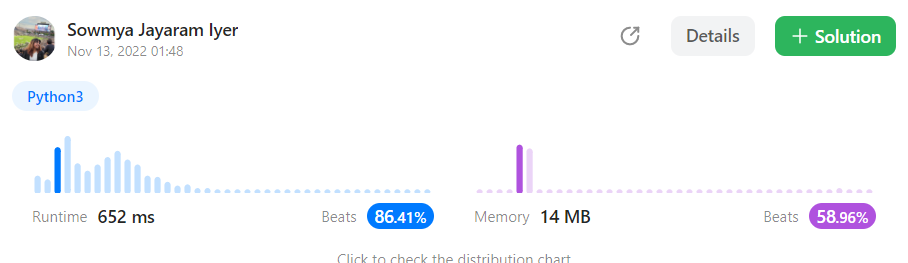 Sowmya Jayaram Iyer
Nov 13, 2022 01:48
Details
+ Solution
Python3
Runtime 652 ms Beats 86.41%
Memory 14 MB Beats 58.96%
Click to check the distribution chart